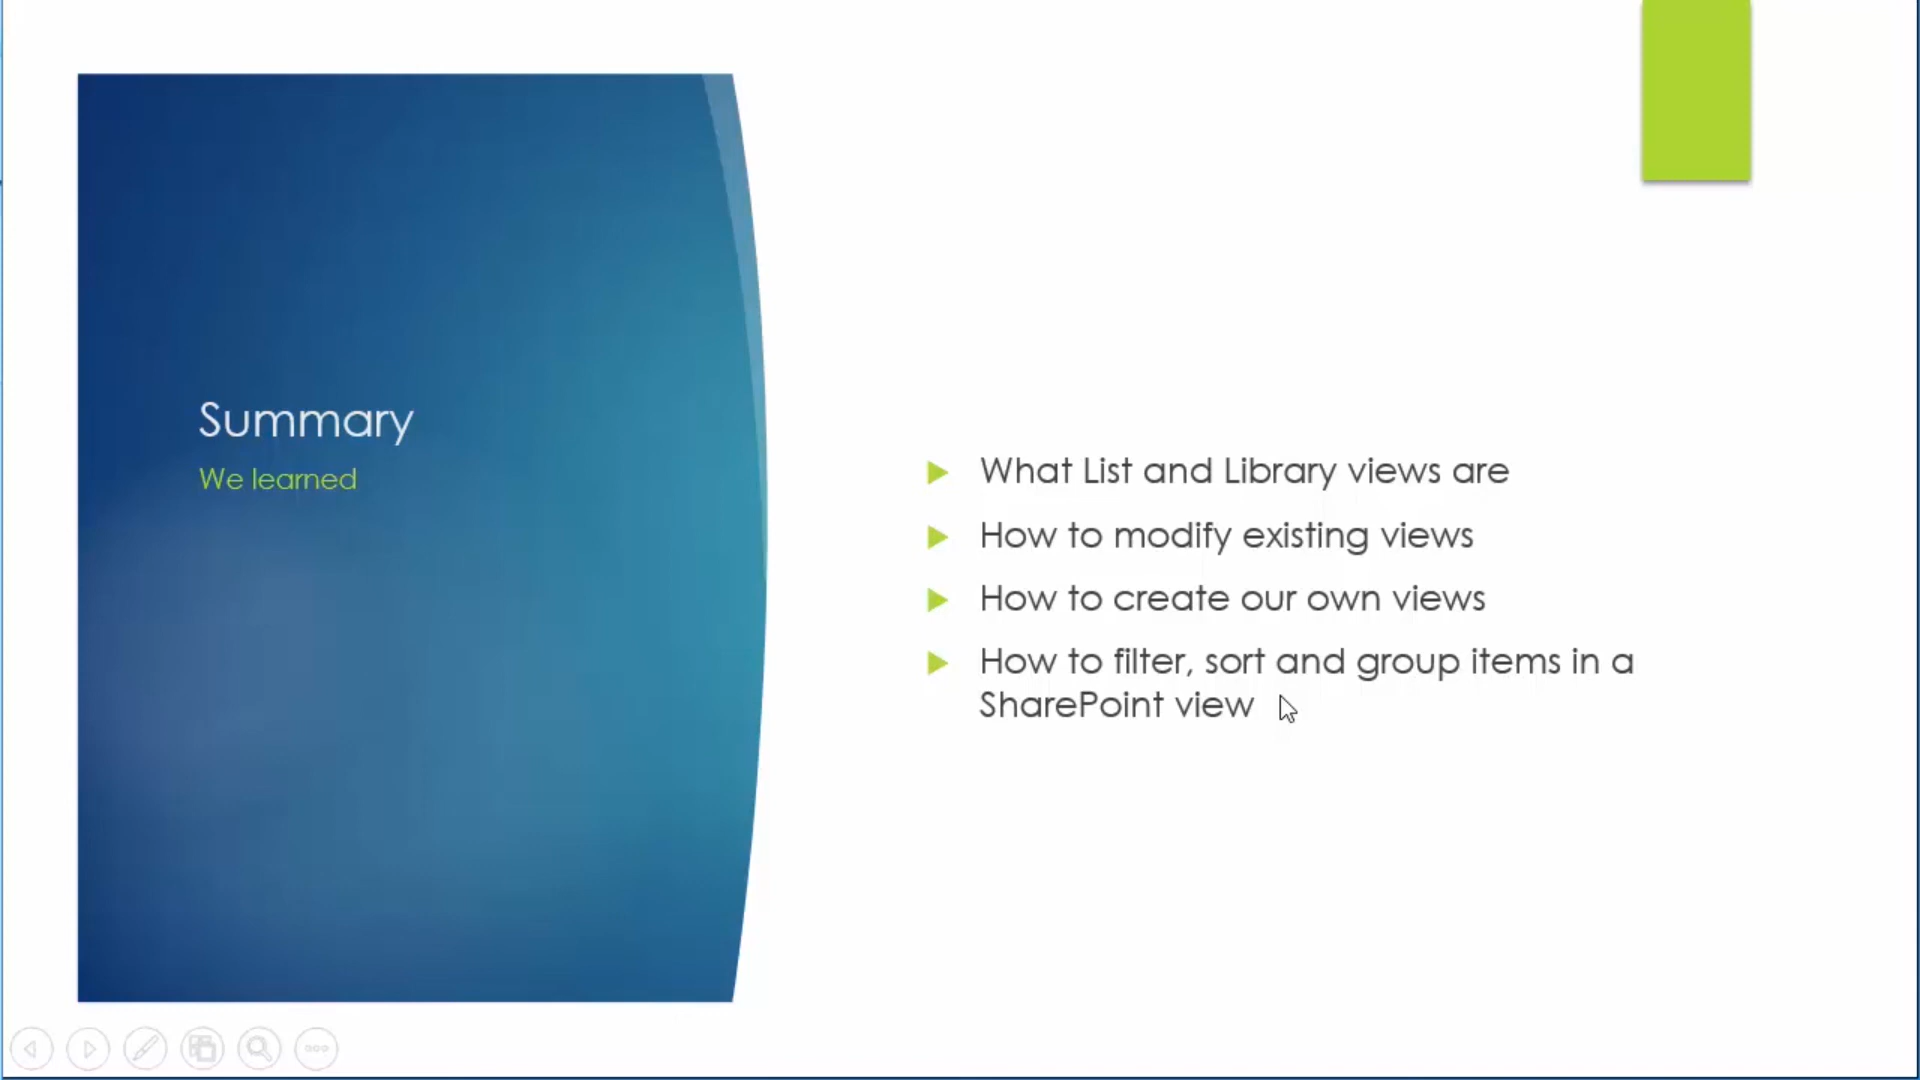 Summary
We learned
What List and Library views are
How to modify existing views
How to create our own views
How to filter, sort and group items in a
SharePoint view